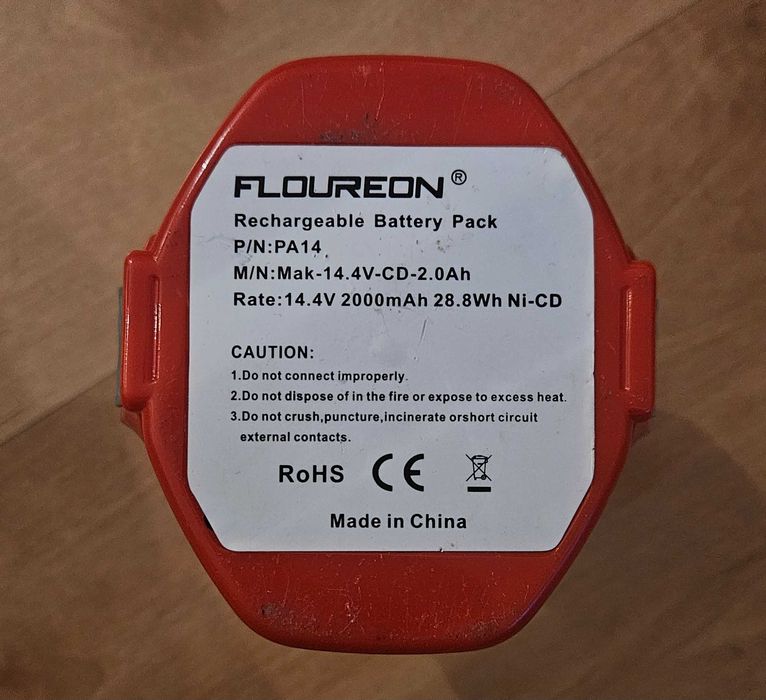 FLOUREON®
Rechargeable Battery Pack
P/N:PA14
M/N:Mak-14.4V-CD-2.0Ah
Rate:14.4V 2000mAh 28.8Wh Ni-CD
CAUTION:
1.Do not connect improperly.
2.Do not dispose of in the fire or expose to excess heat.
3.Do not crush,puncture,incinerate orshort circuit
external contacts.
RoHS CE
Made in China